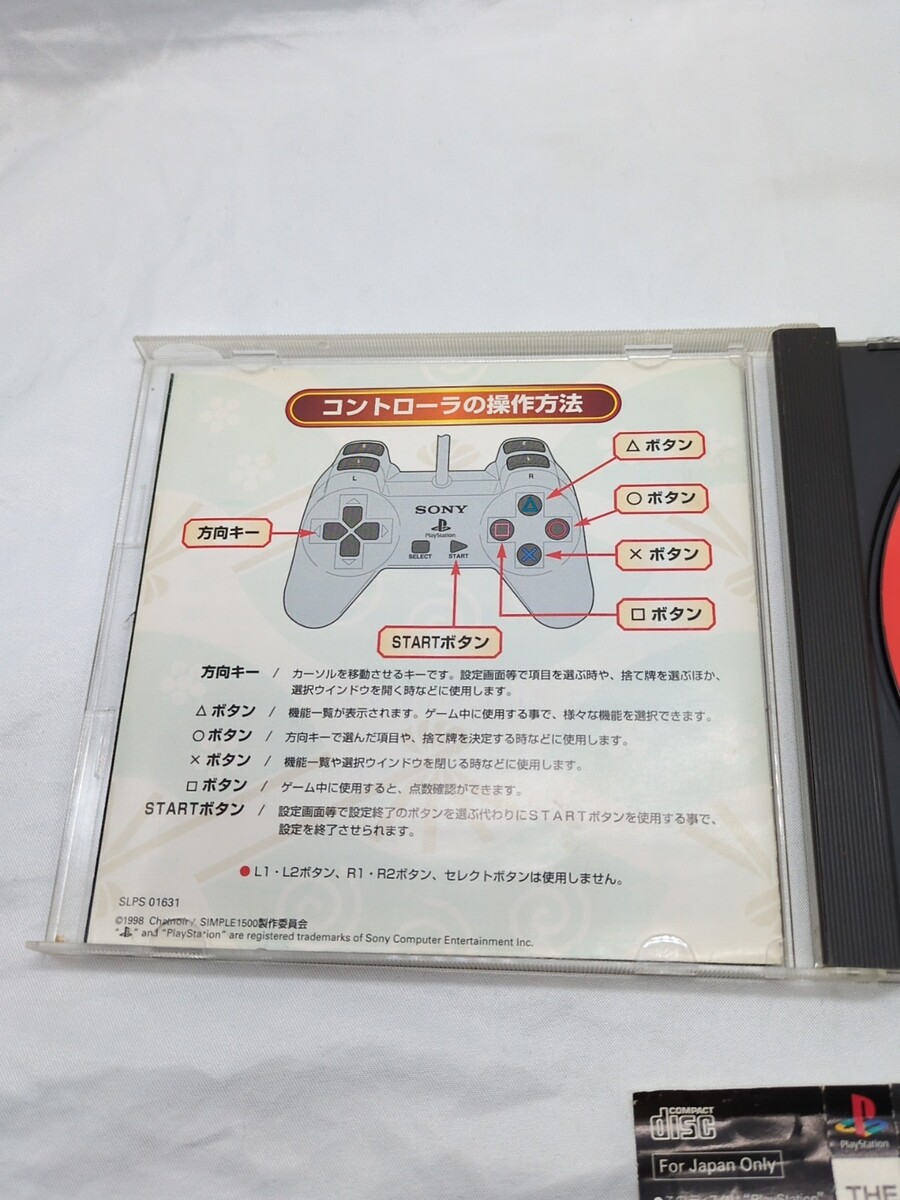 コントローラの操作方法
△ ボタン
○ ボタン
× ボタン
□ ボタン
方向キー
L
R
SONY
PlayStation
SELECT
START
STARTボタン
方向キー / カーソルを移動させるキーです。設定画面等で項目を選ぶ時や、捨て牌を選ぶほか、
選択ウインドウを開く時などに使用します。
△ ボタン / 機能一覧が表示されます。ゲーム中に使用する事で、様々な機能を選択できます。
○ ボタン / 方向キーで選んだ項目や、捨て牌を決定する時などに使用します。
× ボタン / 機能一覧や選択ウインドウを閉じる時などに使用します。
□ ボタン / ゲーム中に使用すると、点数確認ができます。
STARTボタン / 設定画面等で設定終了のボタンを選ぶ代わりにSTARTボタンを使用する事で、
設定を終了させられます。
● L1・L2ボタン、R1・R2ボタン、セレクトボタンは使用しません。
SLPS 01631
©1998 Chatnoir／SIMPLE1500製作委員会
" " and "PlayStation" are registered trademarks of Sony Computer Entertainment Inc.
COMPACT
disc
PlayStation
For Japan Only
THE